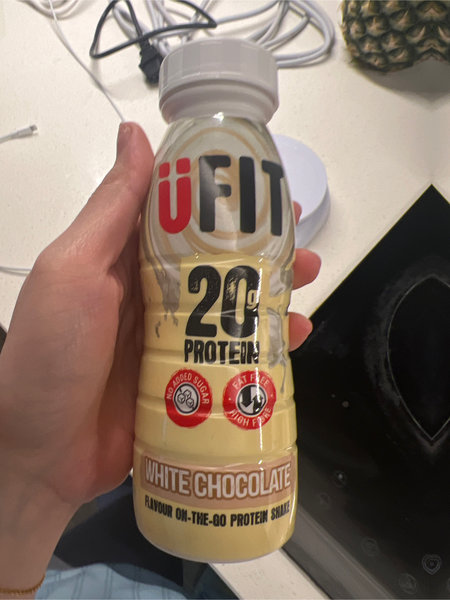 üFIT
20g
PROTEIN
NO ADDED SUGAR
FAT FREE
HIGH FIBRE
WHITE CHOCOLATE
FLAVOUR ON-THE-GO PROTEIN SHAKE